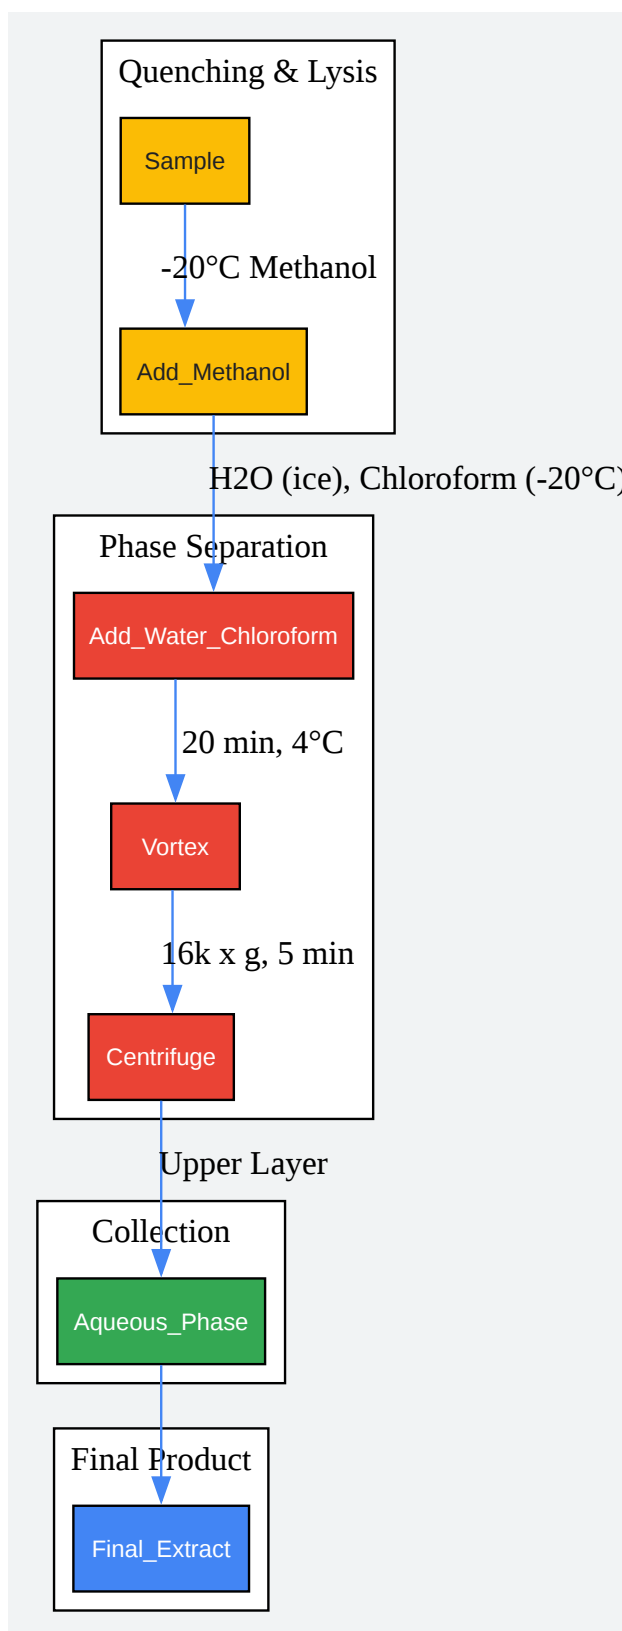 Quenching & Lysis
Sample
-20°C Methanol
Add_Methanol
H2O (ice), Chloroform (-20°C)
Phase Separation
Add_Water_Chloroform
20 min, 4°C
Vortex
16k x g, 5 min
Centrifuge
Upper Layer
Collection
Aqueous_Phase
Final Product
Final_Extract